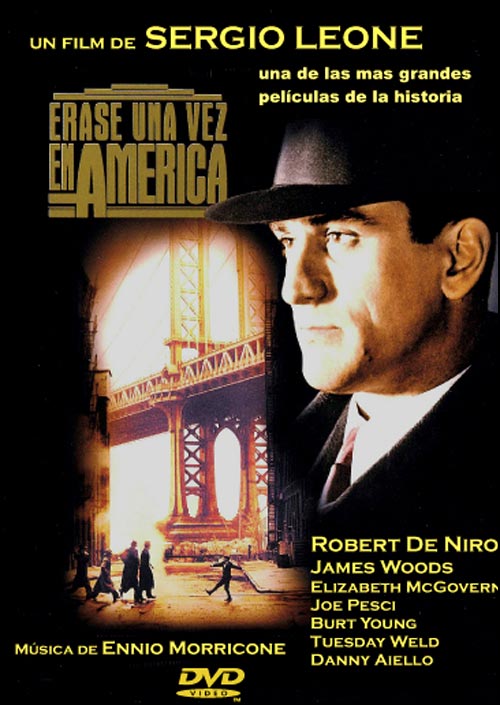 UN FILM DE SERGIO LEONE
una de las mas grandes
películas de la historia
ERASE UNA VEZ
EN AMERICA
ROBERT DE NIRO
JAMES WOODS
ELIZABETH MCGOVERN
JOE PESCI
BURT YOUNG
TUESDAY WELD
DANNY AIELLO
MÚSICA DE ENNIO MORRICONE
DVD
VIDEO
TM